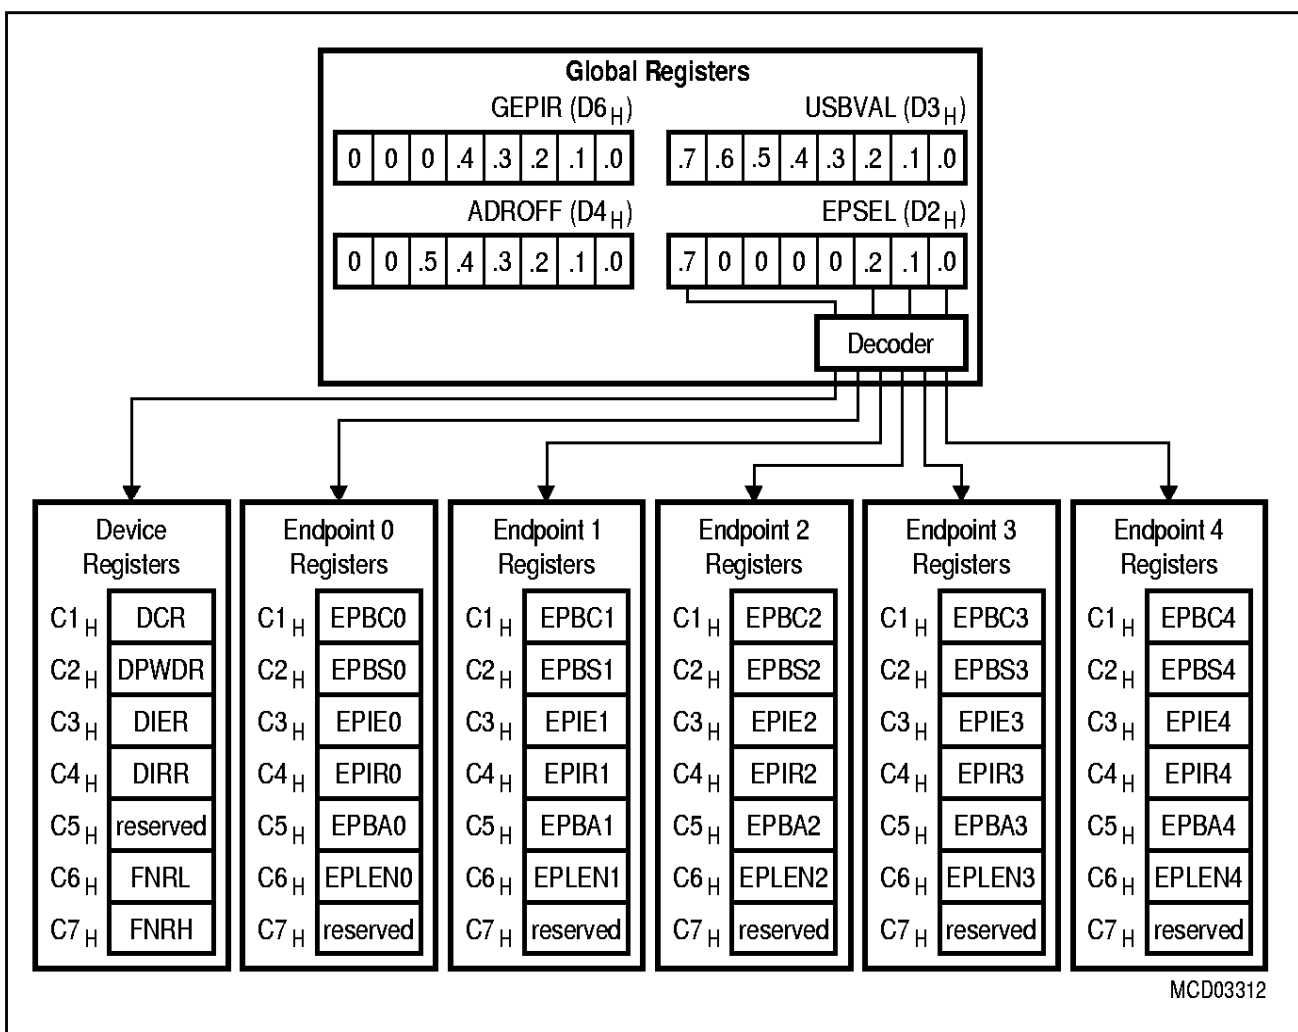 Global Registers
GEPIR (D6H) USBVAL (D3H)
0 0 0 .4 .3 .2 .1 .0 .7 .6 .5 .4 .3 .2 .1 .0
ADROFF (D4H) EPSEL (D2H)
0 0 .5 .4 .3 .2 .1 .0 .7 0 0 0 0 .2 .1 .0
Decoder
Device Endpoint 0 Endpoint 1 Endpoint 2 Endpoint 3 Endpoint 4
Registers Registers Registers Registers Registers Registers
C1H DCR C1H EPBC0 C1H EPBC1 C1H EPBC2 C1H EPBC3 C1H EPBC4
C2H DPWDR C2H EPBS0 C2H EPBS1 C2H EPBS2 C2H EPBS3 C2H EPBS4
C3H DIER C3H EPIE0 C3H EPIE1 C3H EPIE2 C3H EPIE3 C3H EPIE4
C4H DIRR C4H EPIR0 C4H EPIR1 C4H EPIR2 C4H EPIR3 C4H EPIR4
C5H reserved C5H EPBA0 C5H EPBA1 C5H EPBA2 C5H EPBA3 C5H EPBA4
C6H FNRL C6H EPLEN0 C6H EPLEN1 C6H EPLEN2 C6H EPLEN3 C6H EPLEN4
C7H FNRH C7H reserved C7H reserved C7H reserved C7H reserved C7H reserved
MCD03312